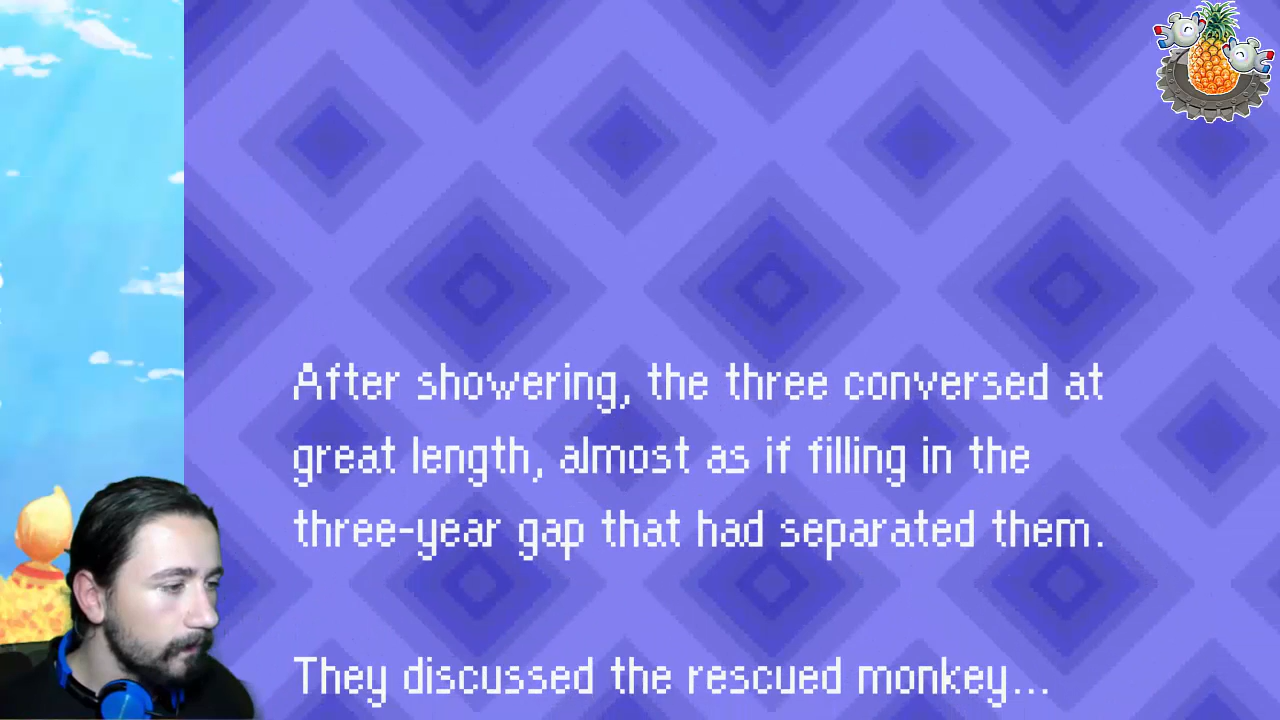 After showering, the three conversed at
great length, almost as if filling in the
three-year gap that had separated them.
They discussed the rescued monkey...